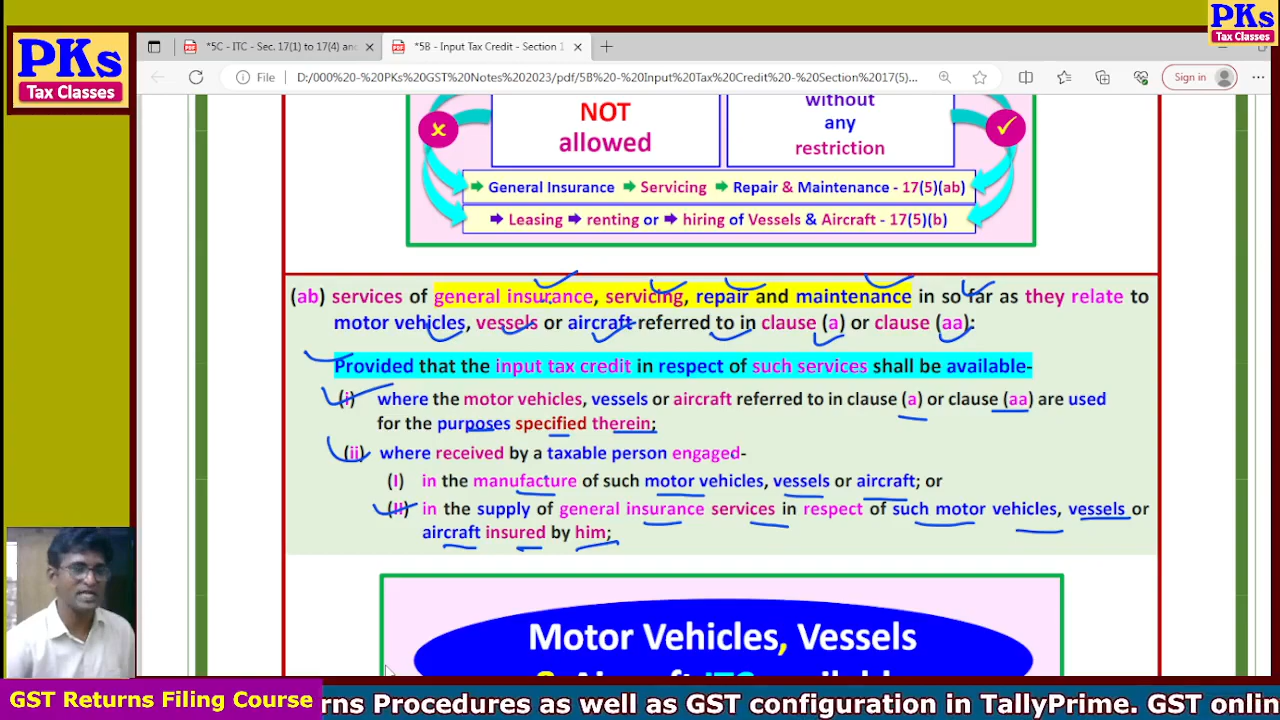 PKs
Tax Classes
PKs
Tax Classes
*5C - ITC - Sec. 17(1) to 17(4) and
*5B - Input Tax Credit - Section 1
File
D:/000%20-%20PKs%20GST%20Notes%202023/pdf/5B%20-%20Input%20Tax%20Credit%20-%20Section%2017(5)...
Sign in
NOT
allowed
without
any
restriction
General Insurance Servicing Repair & Maintenance - 17(5)(ab)
Leasing renting or hiring of Vessels & Aircraft - 17(5)(b)
(ab) services of general insurance, servicing, repair and maintenance in so far as they relate to
motor vehicles, vessels or aircraft referred to in clause (a) or clause (aa):
Provided that the input tax credit in respect of such services shall be available-
(i) where the motor vehicles, vessels or aircraft referred to in clause (a) or clause (aa) are used
for the purposes specified therein;
(ii) where received by a taxable person engaged-
(I) in the manufacture of such motor vehicles, vessels or aircraft; or
(II) in the supply of general insurance services in respect of such motor vehicles, vessels or
aircraft insured by him;
Motor Vehicles, Vessels
& Aircraft ITC available
GST Returns Filing Course
rns Procedures as well as GST configuration in TallyPrime. GST onlin